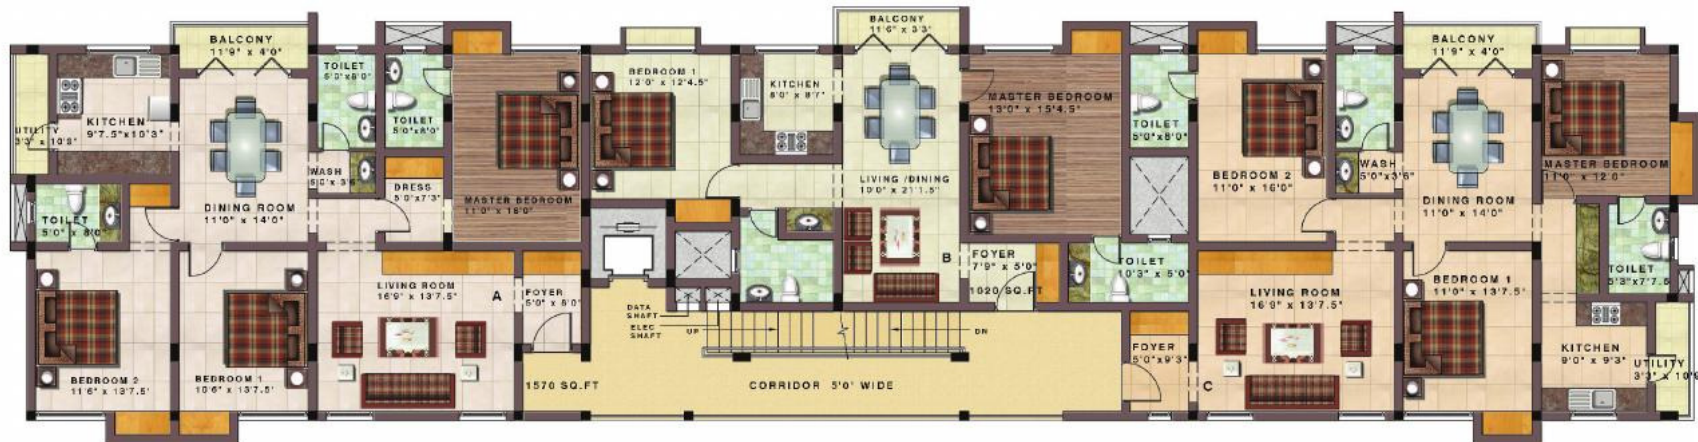 BALCONY
11'9" x 4'0"
TOILET
5'0"x8'0"
KITCHEN
9'7.5"x10'3"
UTILITY
TOILET
5'0"x8'0"
WASH
5'0"x3'6"
DRESS
5'0"x7'3"
MASTER BEDROOM
11'0" x 16'0"
TOILET
5'0" x 8'0"
DINING ROOM
11'0" x 14'0"
LIVING ROOM
16'9" x 13'7.5"
A
FOYER
5'0" x 8'0"
BEDROOM 2
11'6" x 13'7.5"
BEDROOM 1
10'6" x 13'7.5"
1570 SQ.FT
BALCONY
11'6" x 3'3"
BEDROOM 1
12'0" x 12'4.5"
KITCHEN
8'0" x 8'7"
MASTER BEDROOM
13'0" x 15'4.5"
LIVING /DINING
10'0" x 21'1.5"
B
FOYER
7'9" x 5'0"
1020 SQ.FT
TOILET
10'3" x 5'0"
DATA
SHAFT
ELEC
SHAFT
UP
DN
CORRIDOR 5'0' WIDE
TOILET
5'0"x8'0"
BALCONY
11'9" x 4'0"
BEDROOM 2
11'0" x 16'0"
WASH
5'0"x3'6"
MASTER BEDROOM
11'0" x 12'0"
DINING ROOM
11'0" x 14'0"
LIVING ROOM
16'9" x 13'7.5"
BEDROOM 1
11'0" x 13'7.5"
TOILET
5'3"x7'7.5
FOYER
5'0"x9'3"
C
KITCHEN
9'0" x 9'3"
UTILITY